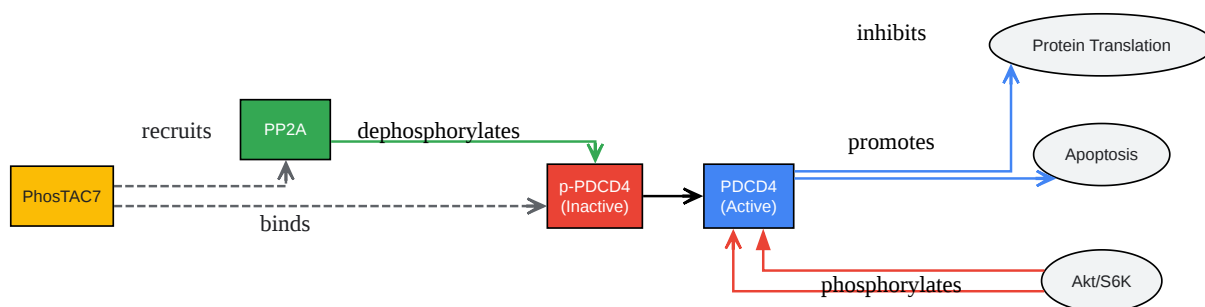 inhibits
Protein Translation
recruits
PP2A
dephosphorylates
promotes
Apoptosis
PhosTAC7
binds
p-PDCD4
(Inactive)
PDCD4
(Active)
phosphorylates
Akt/S6K